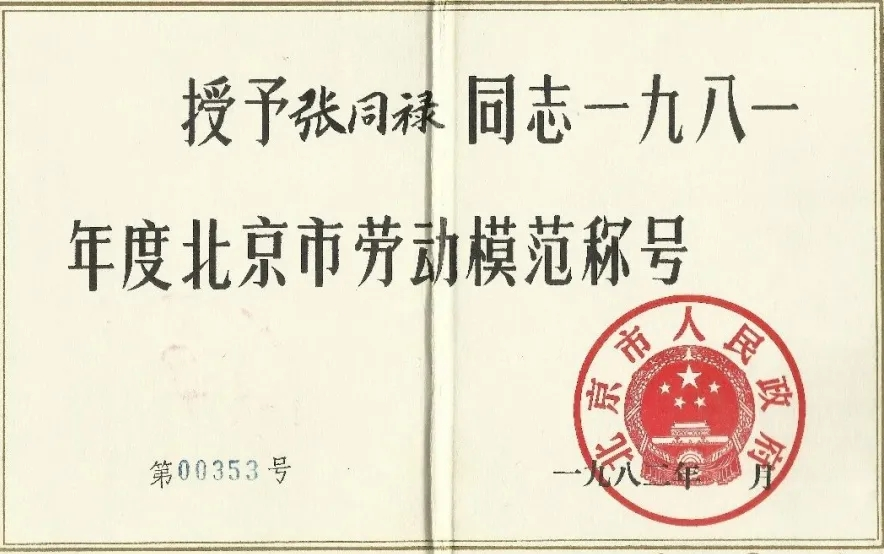 授予张同禄同志一九八一
年度北京市劳动模范称号
北京市人民政府
第00353号
一九八二年 月